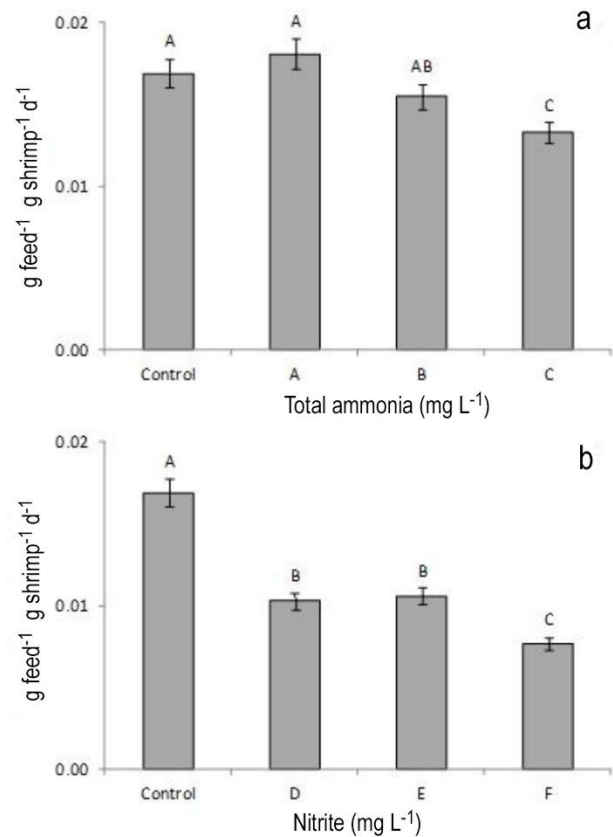 a
0.02
A
A
AB
C
0.01
0.00
g feed-1 g shrimp-1 d-1
Control A B C
Total ammonia (mg L-1)
b
0.02
A
B
B
C
0.01
0.00
g feed-1 g shrimp-1 d-1
Control D E F
Nitrite (mg L-1)